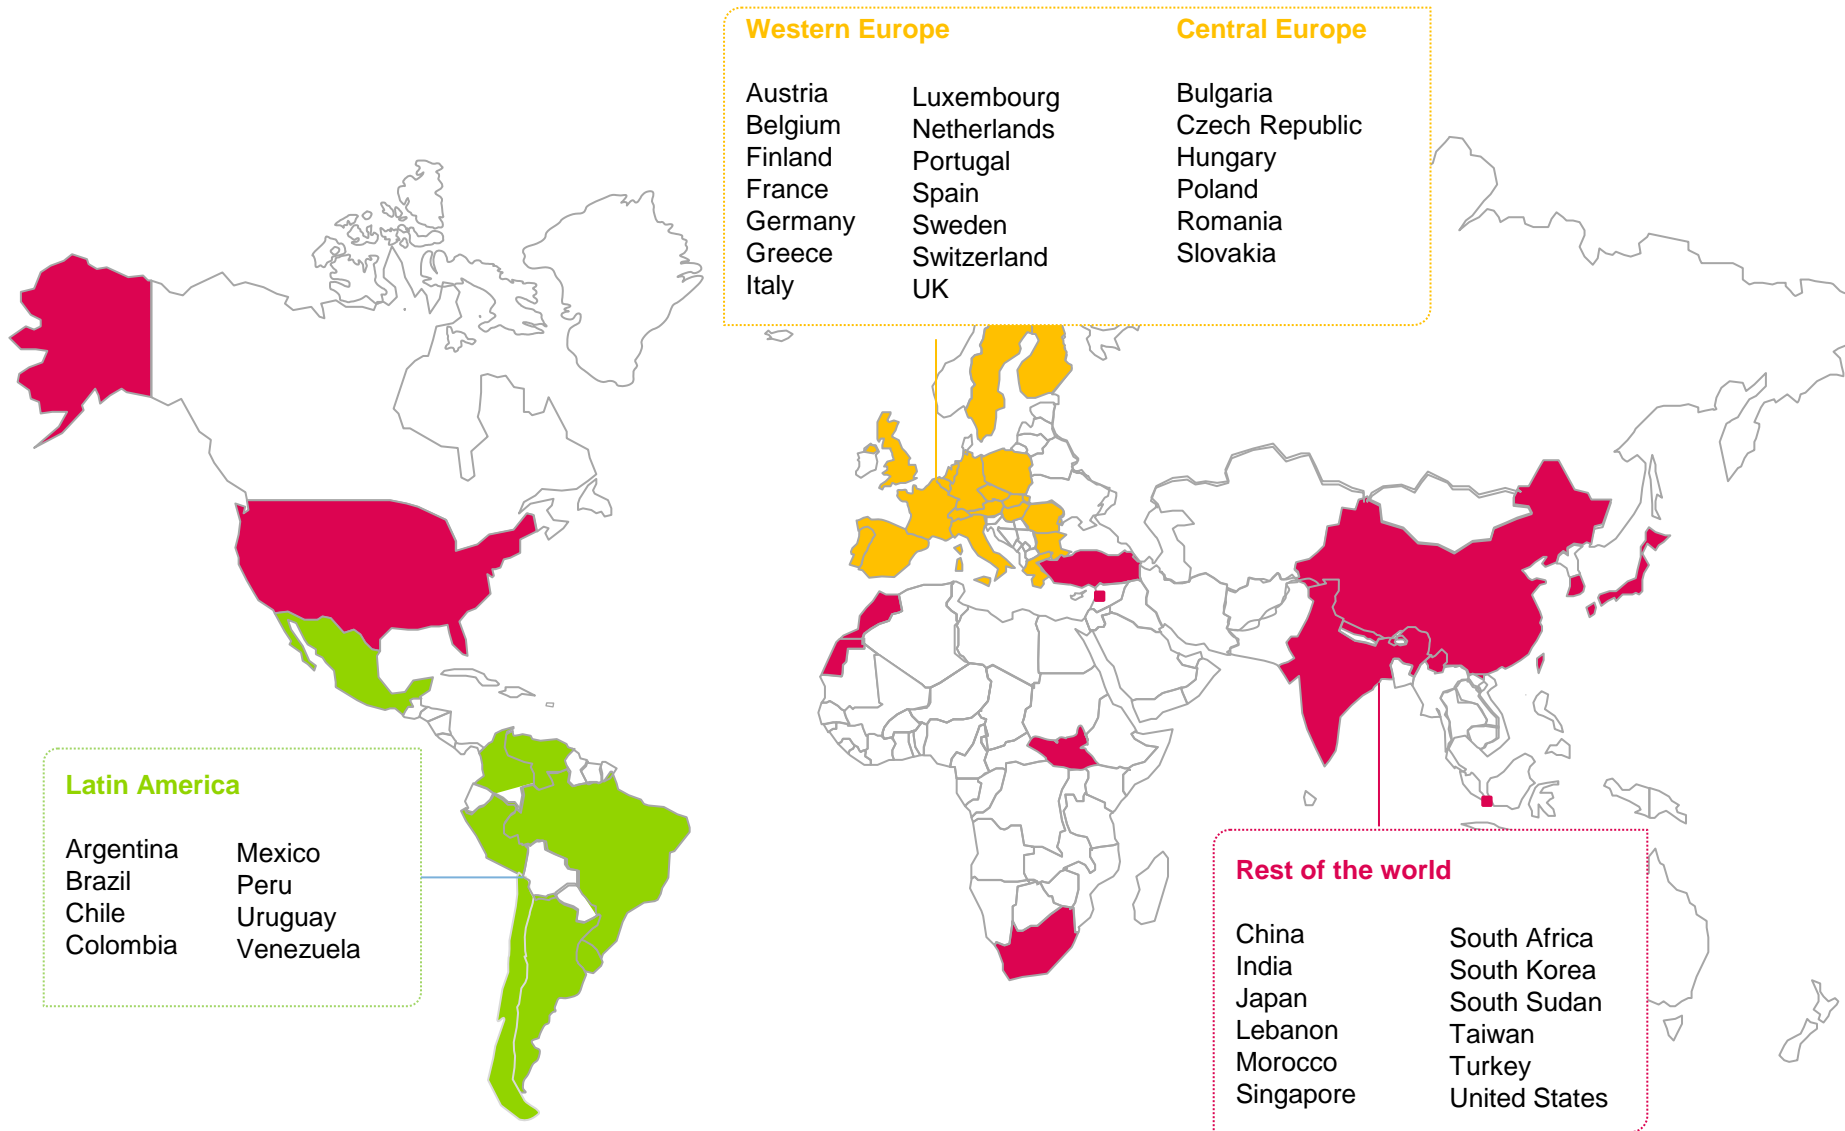 Western Europe
Austria
Belgium
Finland
France
Germany
Greece
Italy
Luxembourg
Netherlands
Portugal
Spain
Sweden
Switzerland
UK
Central Europe
Bulgaria
Czech Republic
Hungary
Poland
Romania
Slovakia
Latin America
Argentina
Brazil
Chile
Colombia
Mexico
Peru
Uruguay
Venezuela
Rest of the world
China
India
Japan
Lebanon
Morocco
Singapore
South Africa
South Korea
South Sudan
Taiwan
Turkey
United States